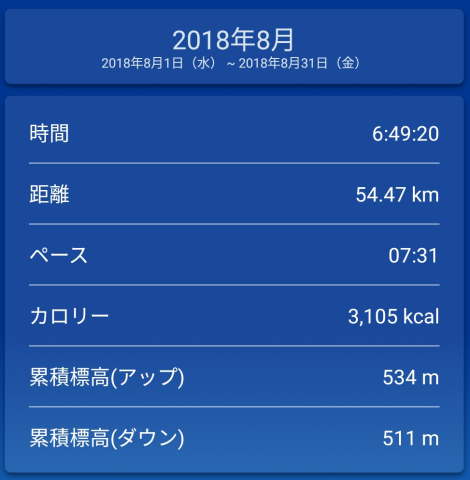 2018年8月
2018年8月1日（水） ~ 2018年8月31日（金）
時間 6:49:20
距離 54.47 km
ペース 07:31
カロリー 3,105 kcal
累積標高(アップ) 534 m
累積標高(ダウン) 511 m